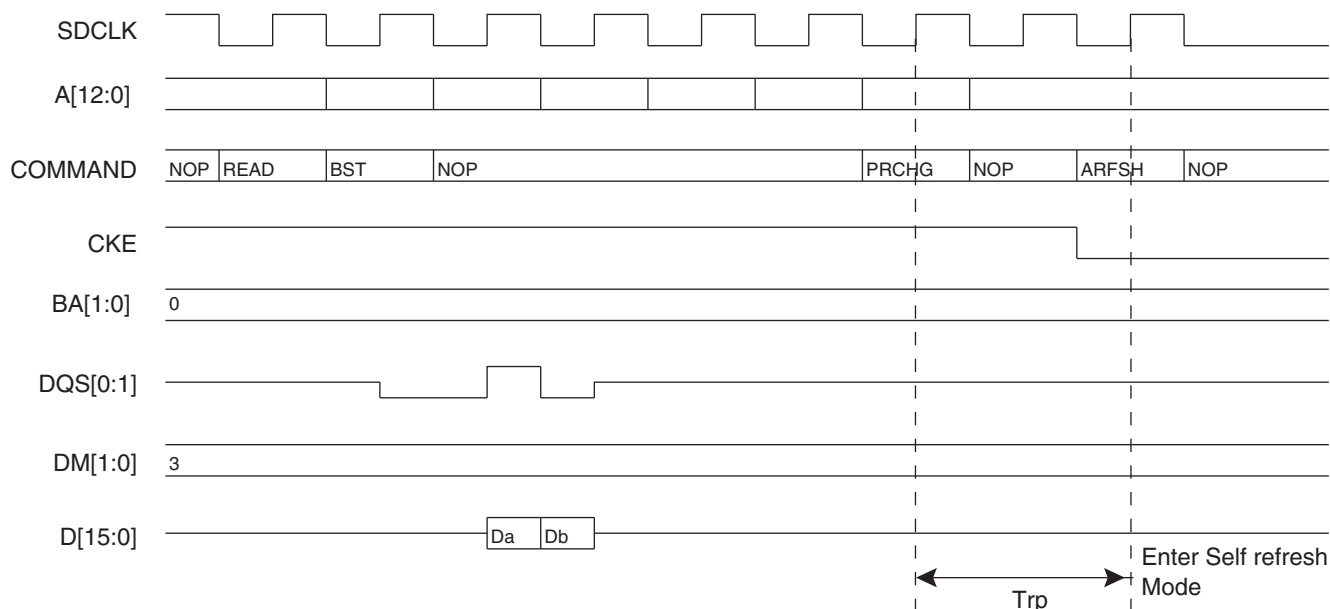 SDCLK
A[12:0]
COMMAND NOP READ BST NOP PRCHG NOP ARFSH NOP
CKE
BA[1:0] 0
DQS[0:1]
DM[1:0] 3
D[15:0] Da Db
Enter Self refresh
Mode
Trp